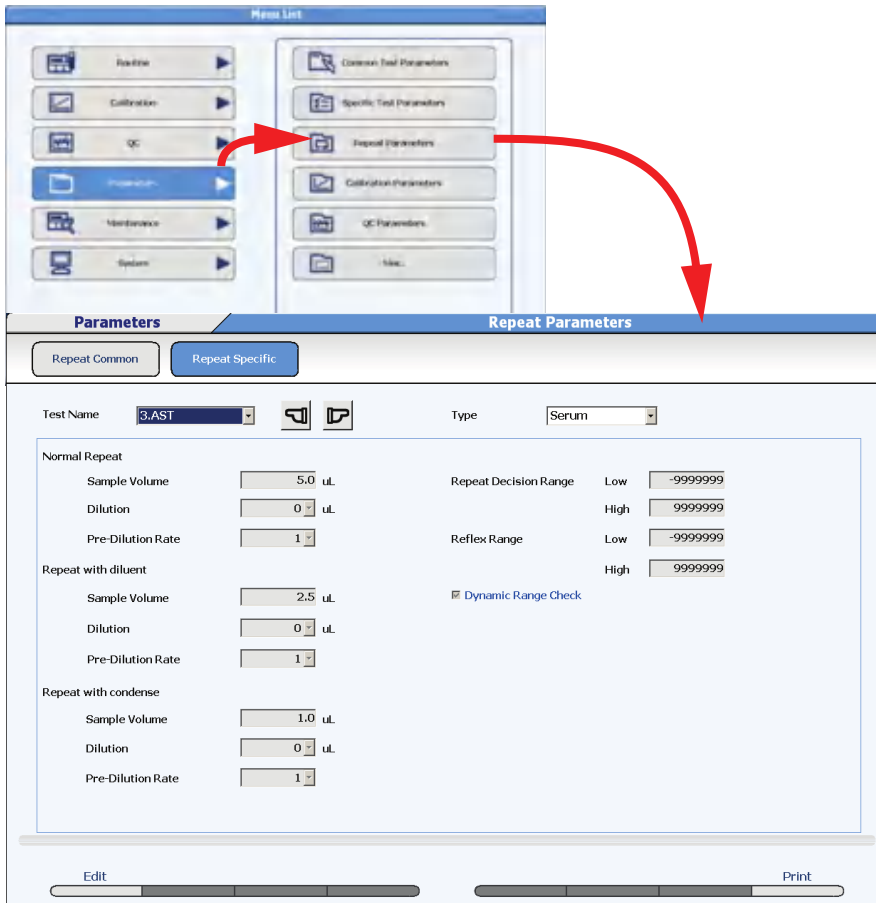 Menu List
Routine
Common Test Parameters
Calibration
Specific Test Parameters
QC
Repeat Parameters
Parameters
Calibration Parameters
Maintenance
QC Parameters
System
Misc.
Parameters
Repeat Parameters
Repeat Common
Repeat Specific
Test Name 3.AST
Type Serum
Normal Repeat
Sample Volume 5.0 uL
Repeat Decision Range Low -9999999
Dilution 0 uL
High 9999999
Pre-Dilution Rate 1
Reflex Range Low -9999999
Repeat with diluent
High 9999999
Sample Volume 2.5 uL
Dynamic Range Check
Dilution 0 uL
Pre-Dilution Rate 1
Repeat with condense
Sample Volume 1.0 uL
Dilution 0 uL
Pre-Dilution Rate 1
Edit
Print